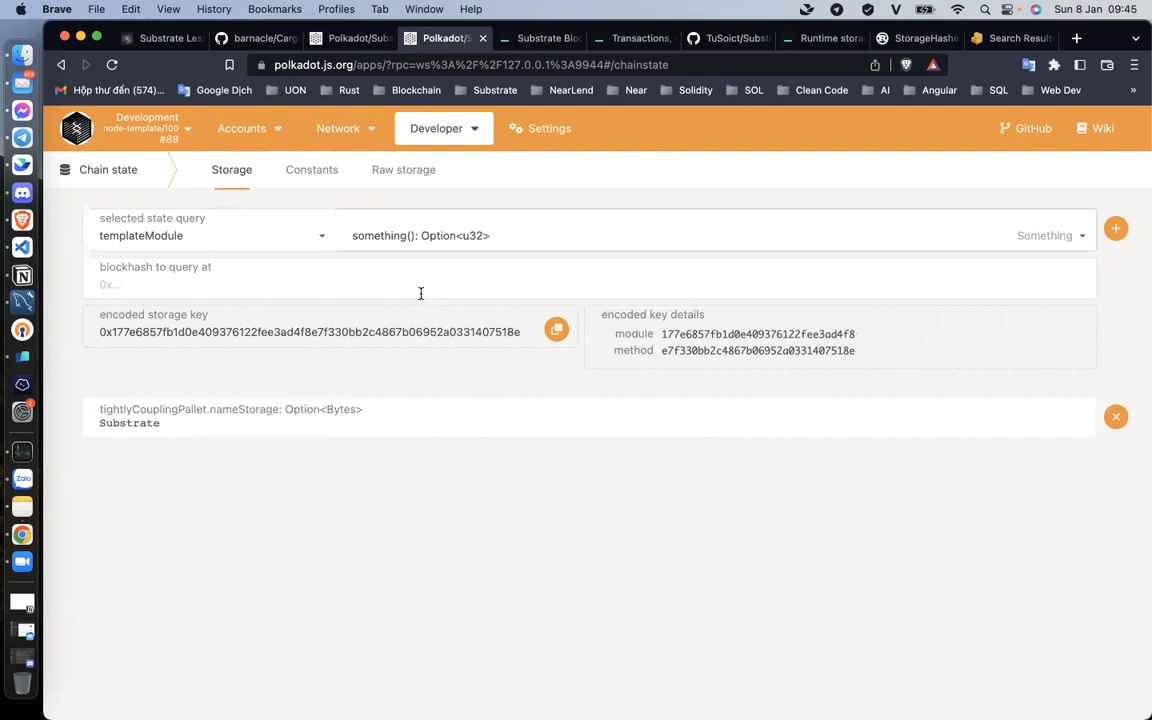 Brave File Edit View History Bookmarks Profiles Tab Window Help Sun 8 Jan 09:45
Substrate Les barnacle/Carg Polkadot/Subs Polkadot/S Substrate Bloc Transactions, TuSoict/Subst Runtime stora StorageHashe Search Results
polkadot.js.org/apps/?rpc=ws%3A%2F%2F127.0.0.1%3A9944#/chainstate
Hộp thư đến (574)... Google Dịch UON Rust Blockchain Substrate NearLend Near Solidity SOL Clean Code AI Angular SQL Web Dev »
Development
node-template/100
#89
Accounts Network Developer Settings GitHub Wiki
Chain state Storage Constants Raw storage
selected state query
templateModule something(): Option<u32> Something
blockhash to query at
0x...
encoded storage key
0x177e6857fb1d0e409376122fee3ad4f8e7f330bb2c4867b06952a0331407518e
encoded key details
module 177e6857fb1d0e409376122fee3ad4f8
method e7f330bb2c4867b06952a0331407518e
tightlyCouplingPallet.nameStorage: Option<Bytes>
Substrate
Zalo